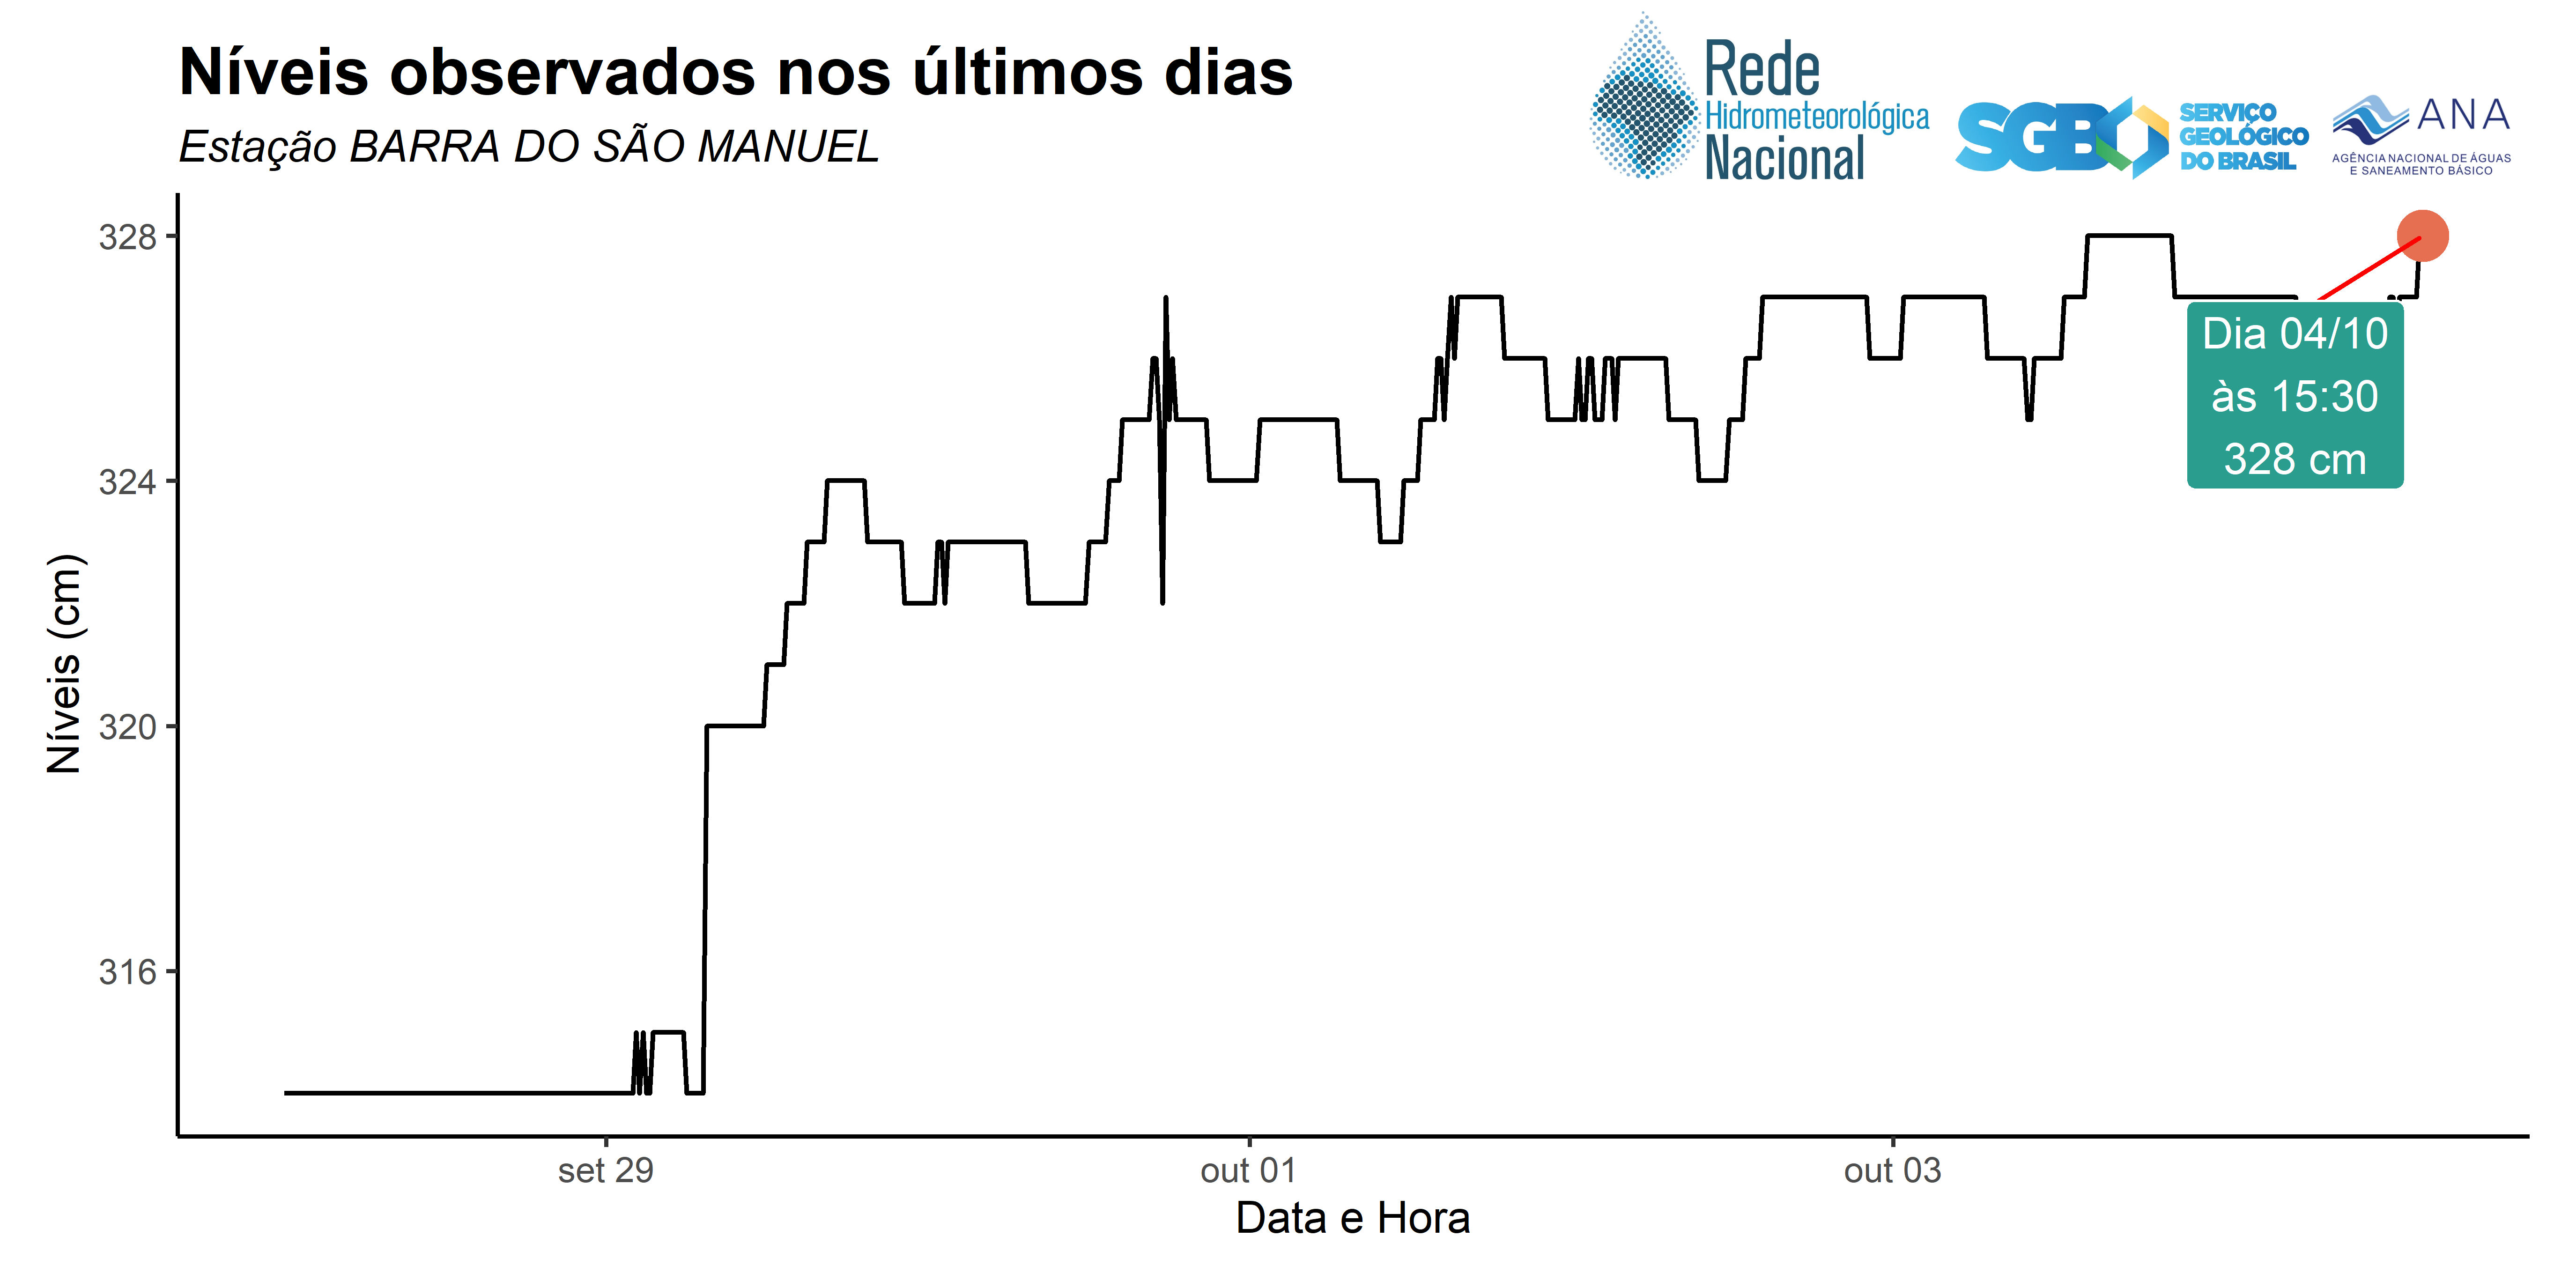 Níveis observados nos últimos dias
Estação BARRA DO SÃO MANUEL
Rede
Hidrometeorológica
Nacional
SGB
SERVIÇO
GEOLÓGICO
DO BRASIL
ANA
AGÊNCIA NACIONAL DE ÁGUAS
E SANEAMENTO BÁSICO
328
324
320
316
Níveis (cm)
Dia 04/10
às 15:30
328 cm
set 29
out 01
out 03
Data e Hora